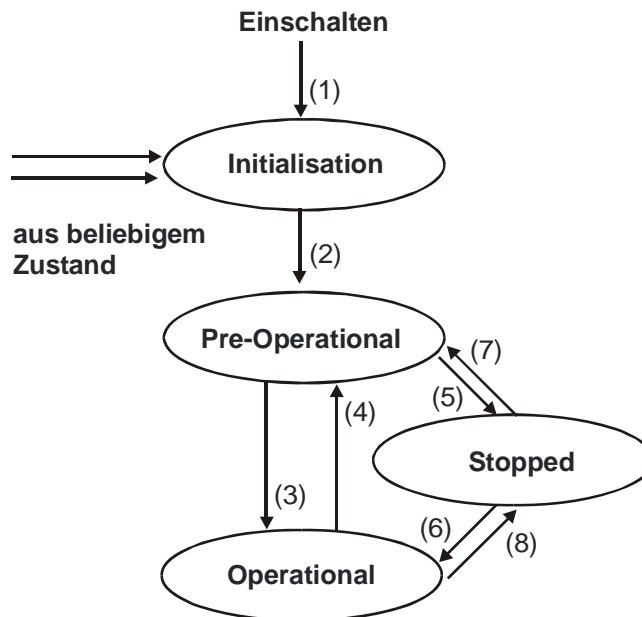 Einschalten
(1)
Initialisation
aus beliebigem
Zustand
(2)
Pre-Operational
(7)
(5)
(4)
Stopped
(3)
(6)
(8)
Operational